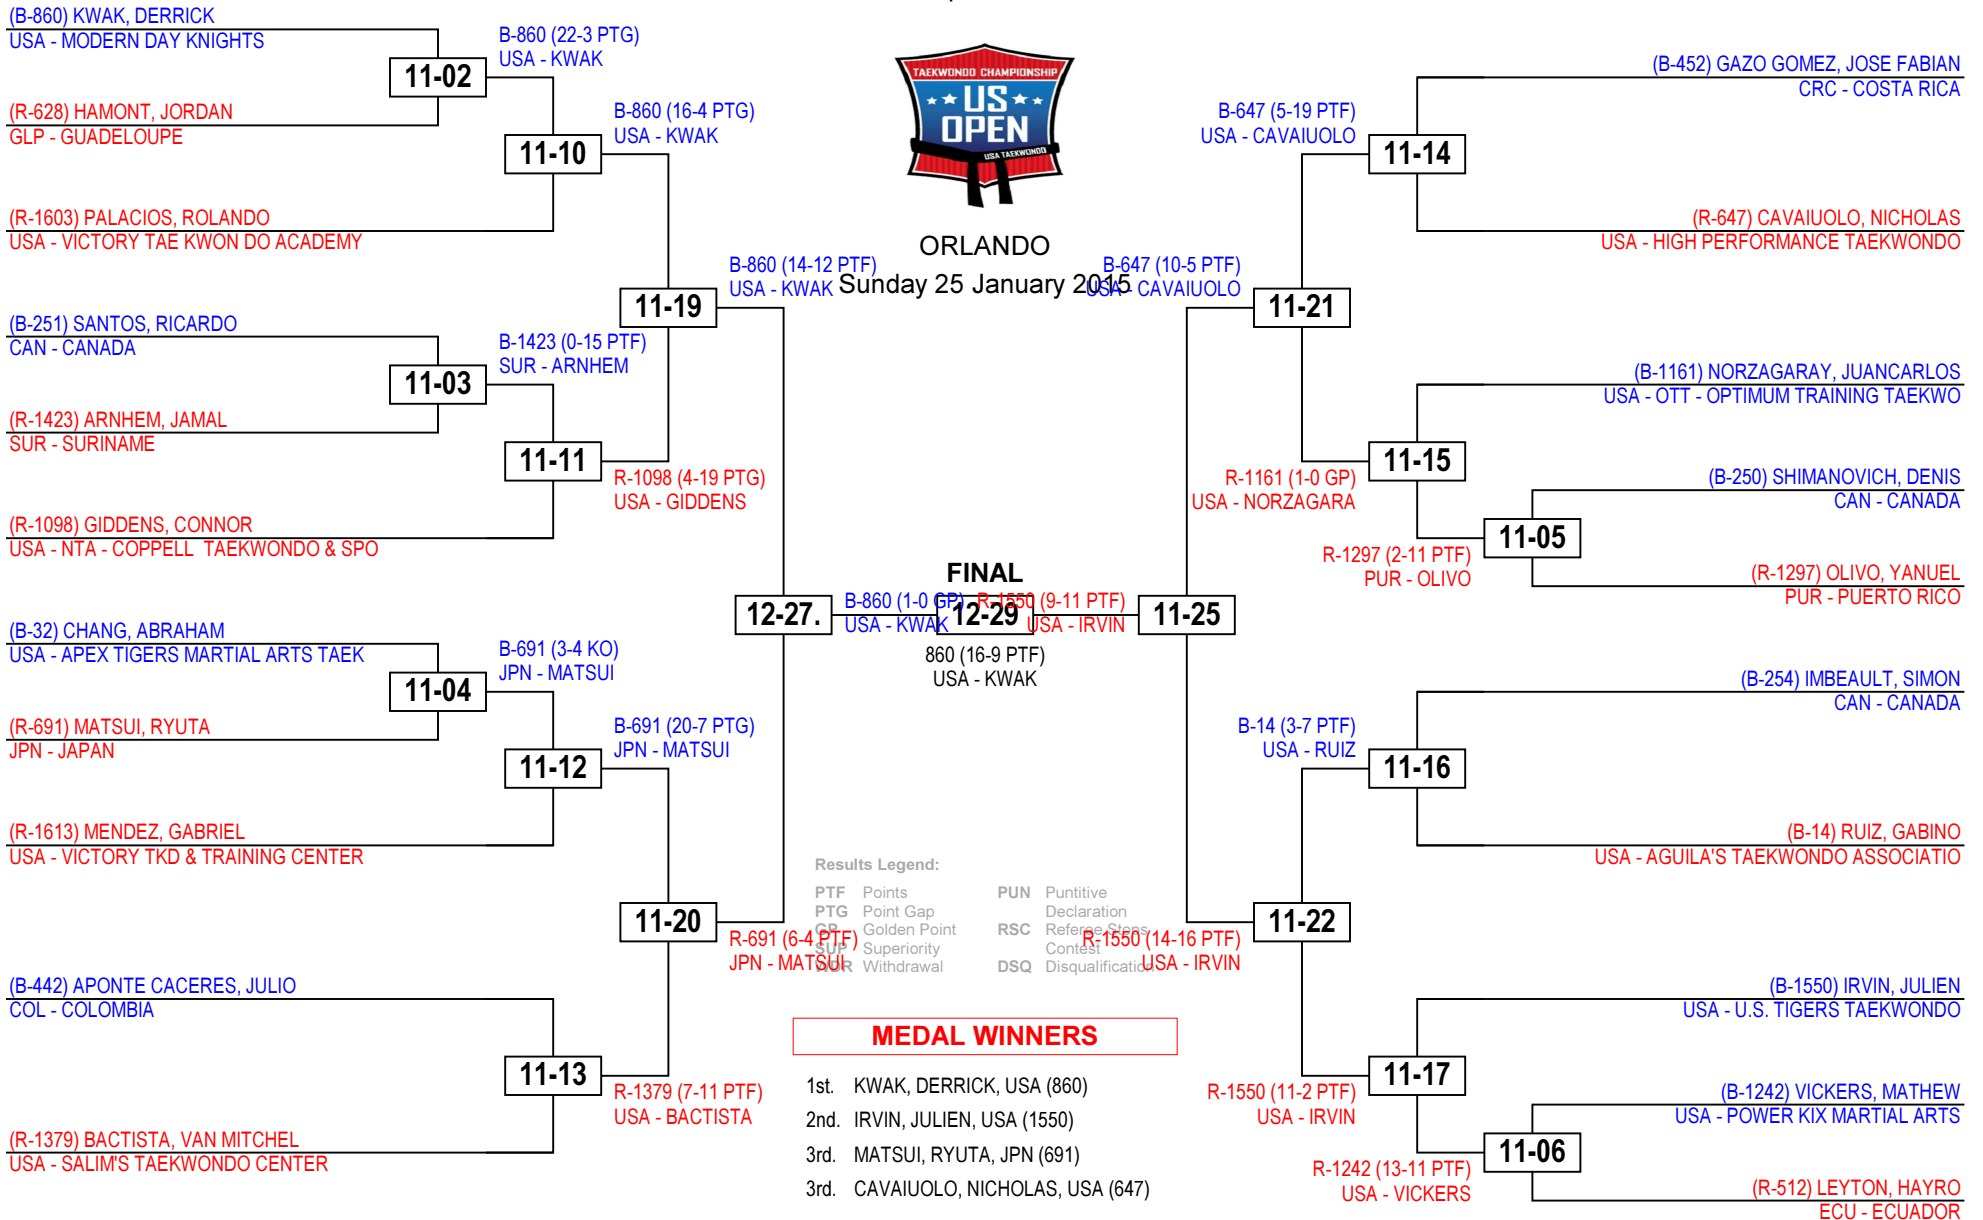 (B-860) KWAK, DERRICK
USA - MODERN DAY KNIGHTS
11-02
(R-628) HAMONT, JORDAN
GLP - GUADELOUPE
B-860 (22-3 PTG)
USA - KWAK
11-10
(R-1603) PALACIOS, ROLANDO
USA - VICTORY TAE KWON DO ACADEMY
B-860 (16-4 PTG)
USA - KWAK
11-19
(B-251) SANTOS, RICARDO
CAN - CANADA
11-03
(R-1423) ARNHEM, JAMAL
SUR - SURINAME
B-1423 (0-15 PTF)
SUR - ARNHEM
11-11
(R-1098) GIDDENS, CONNOR
USA - NTA - COPPELL  TAEKWONDO & SPO
R-1098 (4-19 PTG)
USA - GIDDENS
B-860 (14-12 PTF)
USA - KWAK
12-27.
(B-32) CHANG, ABRAHAM
USA - APEX TIGERS MARTIAL ARTS TAEK
11-04
(R-691) MATSUI, RYUTA
JPN - JAPAN
B-691 (3-4 KO)
JPN - MATSUI
11-12
(R-1613) MENDEZ, GABRIEL
USA - VICTORY TKD & TRAINING CENTER
B-691 (20-7 PTG)
JPN - MATSUI
11-20
(B-442) APONTE CACERES, JULIO
COL - COLOMBIA
11-13
(R-1379) BACTISTA, VAN MITCHEL
USA - SALIM'S TAEKWONDO CENTER
R-1379 (7-11 PTF)
USA - BACTISTA
R-691 (6-4 PTF)
JPN - MATSUI
TAEKWONDO CHAMPIONSHIP
US
OPEN
USA TAEKWONDO
ORLANDO
Sunday 25 January 2015
FINAL
B-860 (1-0 GP)
USA - KWAK
12-29
R-1550 (9-11 PTF)
USA - IRVIN
860 (16-9 PTF)
USA - KWAK
Results Legend:
PTF Points
PTG Point Gap
GP Golden Point
SUP Superiority
WDR Withdrawal
PUN Puntitive
Declaration
RSC Referee Stops
Contest
DSQ Disqualification
MEDAL WINNERS
1st. KWAK, DERRICK, USA (860)
2nd. IRVIN, JULIEN, USA (1550)
3rd. MATSUI, RYUTA, JPN (691)
3rd. CAVAIUOLO, NICHOLAS, USA (647)
(B-452) GAZO GOMEZ, JOSE FABIAN
CRC - COSTA RICA
B-647 (5-19 PTF)
USA - CAVAIUOLO
11-14
(R-647) CAVAIUOLO, NICHOLAS
USA - HIGH PERFORMANCE TAEKWONDO
B-647 (10-5 PTF)
USA - CAVAIUOLO
11-21
(B-1161) NORZAGARAY, JUANCARLOS
USA - OTT - OPTIMUM TRAINING TAEKWO
11-15
R-1161 (1-0 GP)
USA - NORZAGARA
(B-250) SHIMANOVICH, DENIS
CAN - CANADA
11-05
R-1297 (2-11 PTF)
PUR - OLIVO
(R-1297) OLIVO, YANUEL
PUR - PUERTO RICO
11-25
(B-254) IMBEAULT, SIMON
CAN - CANADA
B-14 (3-7 PTF)
USA - RUIZ
11-16
(B-14) RUIZ, GABINO
USA - AGUILA'S TAEKWONDO ASSOCIATIO
11-22
R-1550 (14-16 PTF)
USA - IRVIN
(B-1550) IRVIN, JULIEN
USA - U.S. TIGERS TAEKWONDO
11-17
R-1550 (11-2 PTF)
USA - IRVIN
(B-1242) VICKERS, MATHEW
USA - POWER KIX MARTIAL ARTS
11-06
R-1242 (13-11 PTF)
USA - VICKERS
(R-512) LEYTON, HAYRO
ECU - ECUADOR